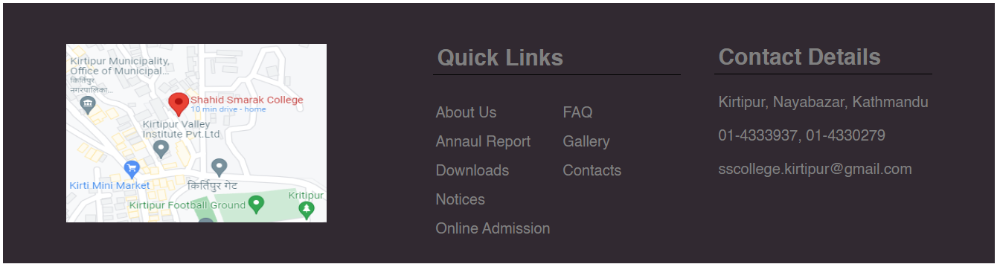 Kirtipur Municipality,
Office of Municipal...
किर्तिपुर
नगरपालिका...
Shahid Smarak College
10 min drive - home
Kirtipur Valley
Institute Pvt.Ltd
Kirti Mini Market
किर्तिपुर गेट
Kritipur
Kirtipur Football Ground
Quick Links
About Us
Annaul Report
Downloads
Notices
Online Admission
FAQ
Gallery
Contacts
Contact Details
Kirtipur, Nayabazar, Kathmandu
01-4333937, 01-4330279
sscollege.kirtipur@gmail.com